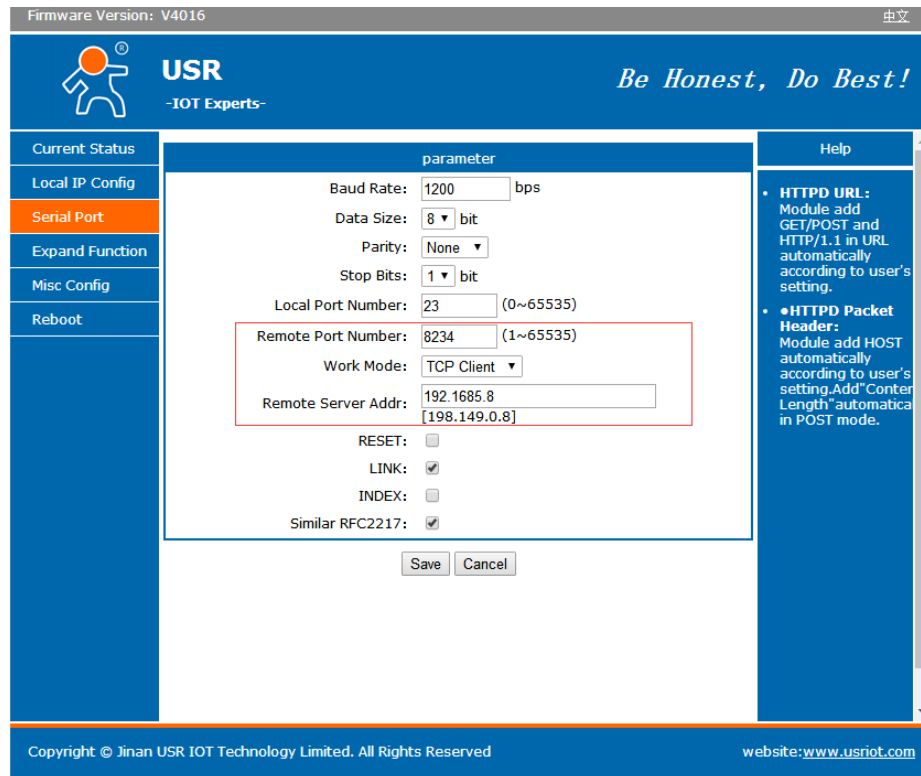 Firmware Version: V4016
中文
®
USR
-IOT Experts-
Be Honest, Do Best!
Current Status
Local IP Config
Serial Port
Expand Function
Misc Config
Reboot
parameter
Baud Rate: 1200 bps
Data Size: 8 bit
Parity: None
Stop Bits: 1 bit
Local Port Number: 23 (0~65535)
Remote Port Number: 8234 (1~65535)
Work Mode: TCP Client
Remote Server Addr: 192.1685.8
[198.149.0.8]
RESET:
LINK:
INDEX:
Similar RFC2217:
Save Cancel
Help
• HTTPD URL:
Module add
GET/POST and
HTTP/1.1 in URL
automatically
according to user's
setting.
• ●HTTPD Packet
Header:
Module add HOST
automatically
according to user's
setting.Add"Conter
Length"automatica
in POST mode.
Copyright © Jinan USR IOT Technology Limited. All Rights Reserved
website:www.usriot.com